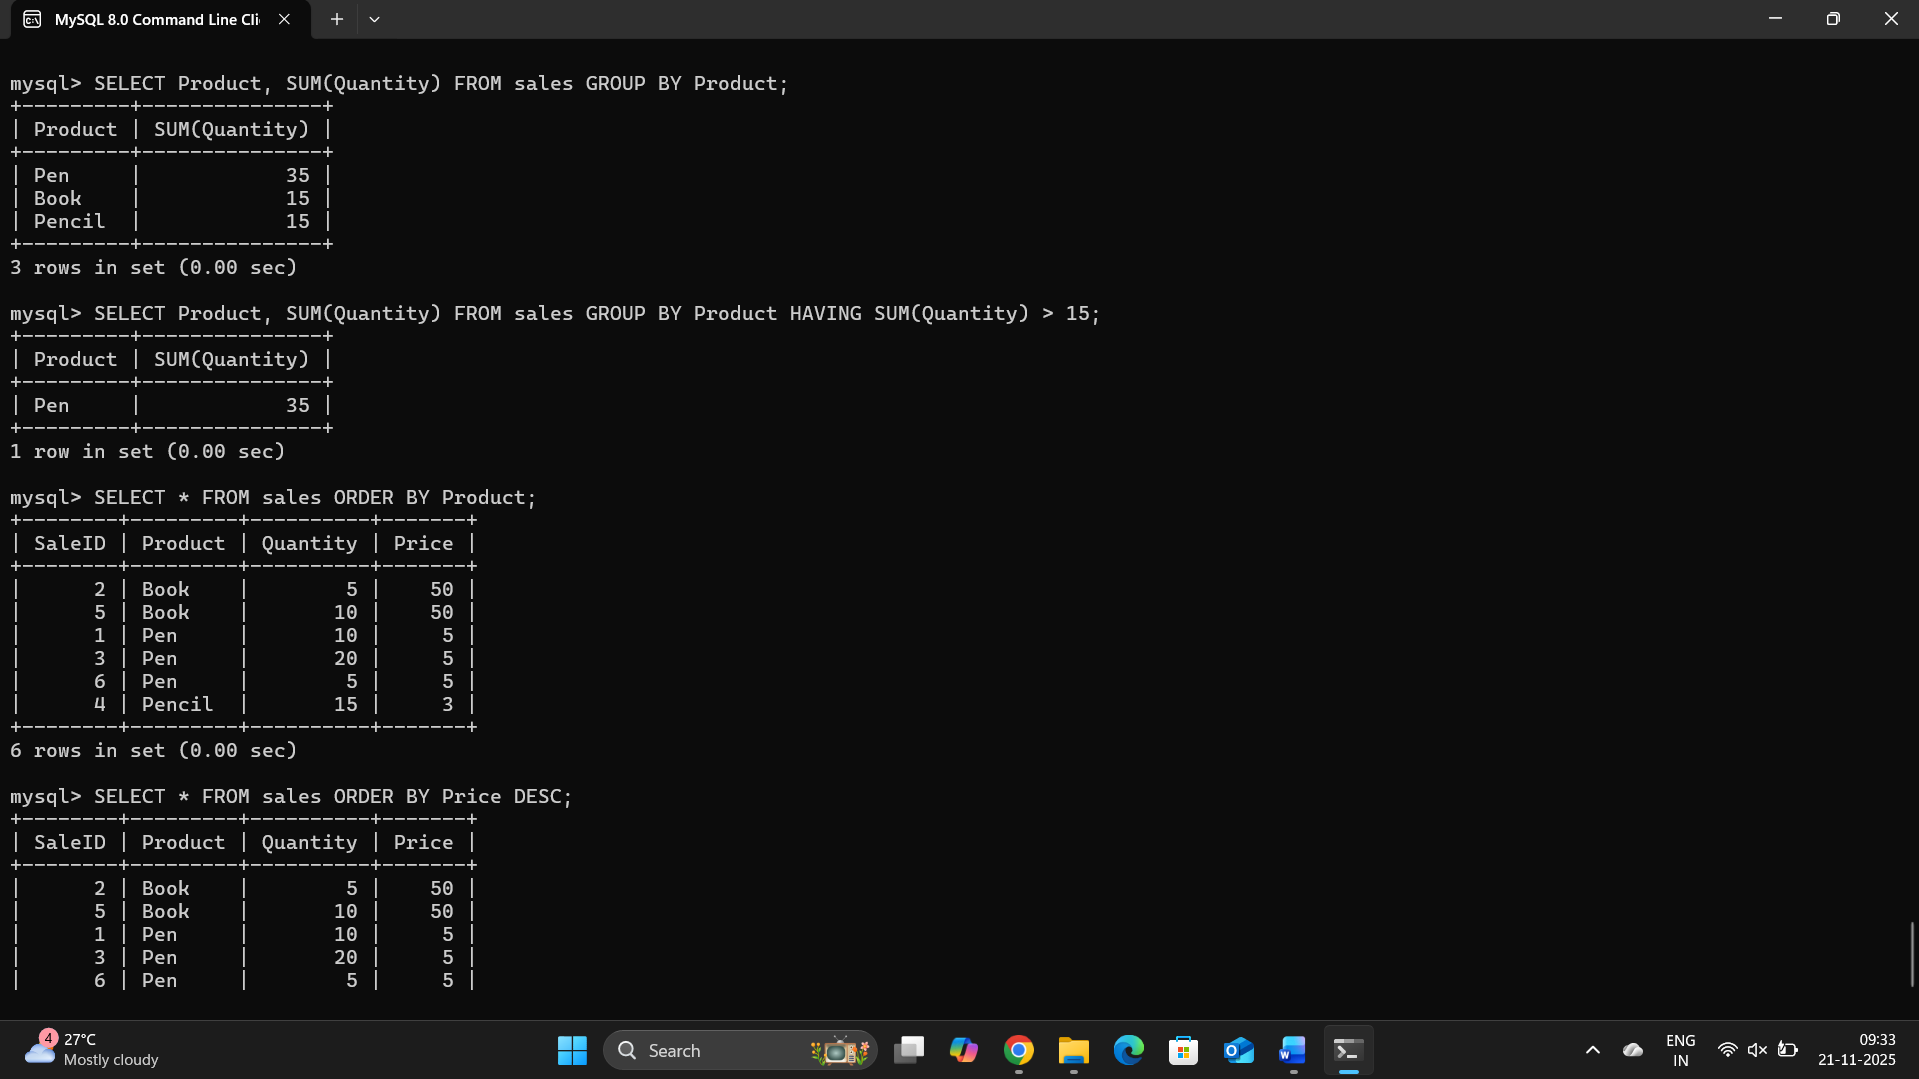 MySQL 8.0 Command Line Cli
mysql> SELECT Product, SUM(Quantity) FROM sales GROUP BY Product;
+---------+---------------+
| Product | SUM(Quantity) |
+---------+---------------+
| Pen     |            35 |
| Book    |            15 |
| Pencil  |            15 |
+---------+---------------+
3 rows in set (0.00 sec)
mysql> SELECT Product, SUM(Quantity) FROM sales GROUP BY Product HAVING SUM(Quantity) > 15;
+---------+---------------+
| Product | SUM(Quantity) |
+---------+---------------+
| Pen     |            35 |
+---------+---------------+
1 row in set (0.00 sec)
mysql> SELECT * FROM sales ORDER BY Product;
+--------+---------+----------+-------+
| SaleID | Product | Quantity | Price |
+--------+---------+----------+-------+
|      2 | Book    |        5 |    50 |
|      5 | Book    |       10 |    50 |
|      1 | Pen     |       10 |     5 |
|      3 | Pen     |       20 |     5 |
|      6 | Pen     |        5 |     5 |
|      4 | Pencil  |       15 |     3 |
+--------+---------+----------+-------+
6 rows in set (0.00 sec)
mysql> SELECT * FROM sales ORDER BY Price DESC;
+--------+---------+----------+-------+
| SaleID | Product | Quantity | Price |
+--------+---------+----------+-------+
|      2 | Book    |        5 |    50 |
|      5 | Book    |       10 |    50 |
|      1 | Pen     |       10 |     5 |
|      3 | Pen     |       20 |     5 |
|      6 | Pen     |        5 |     5 |
4
27°C
Mostly cloudy
Search
ENG
IN
09:33
21-11-2025